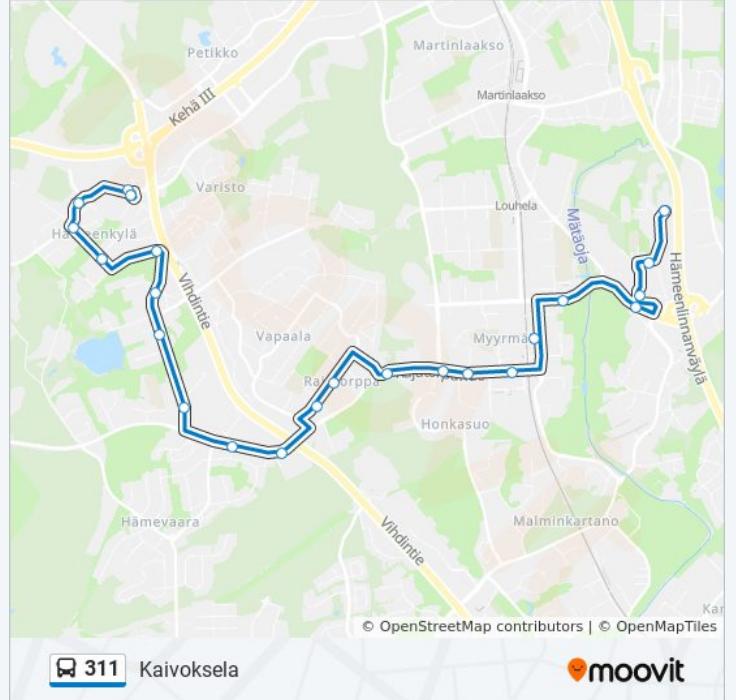 Martinlaakso
Petikko
Kehä III
Martinlaakso
Varisto
Louhela
Mätäoja
Hämeenlinnanväylä
Vihdintie
Vapaala
Honkasuo
Hämevaara
Malminkartano
Vihdintie
© OpenStreetMap contributors | © OpenMapTiles
311 Kaivoksela
moovit